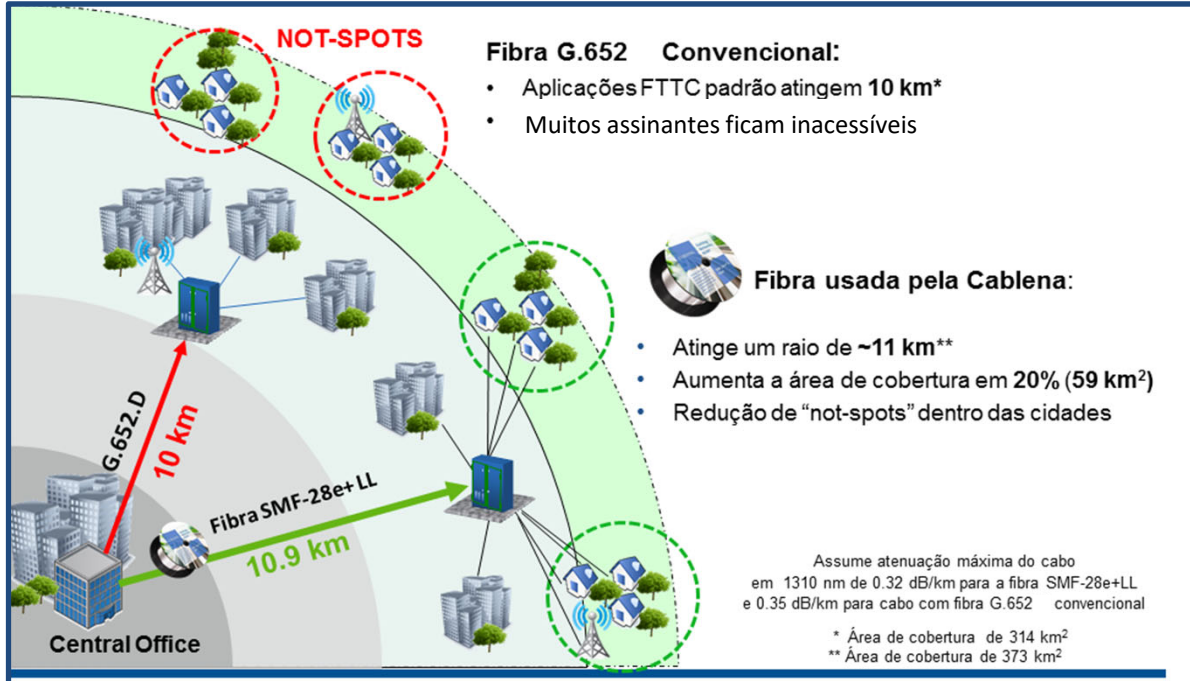 NOT-SPOTS
Fibra G.652 Convencional:
• Aplicações FTTC padrão atingem 10 km*
• Muitos assinantes ficam inacessíveis
Fibra usada pela Cablena:
• Atinge um raio de ~11 km**
• Aumenta a área de cobertura em 20% (59 km²)
• Redução de “not-spots” dentro das cidades
G.652.D
10 km
Fibra SMF-28e+ LL
10.9 km
Central Office
Assume atenuação máxima do cabo
em 1310 nm de 0.32 dB/km para a fibra SMF-28e+LL
e 0.35 dB/km para cabo com fibra G.652 convencional
* Área de cobertura de 314 km²
** Área de cobertura de 373 km²